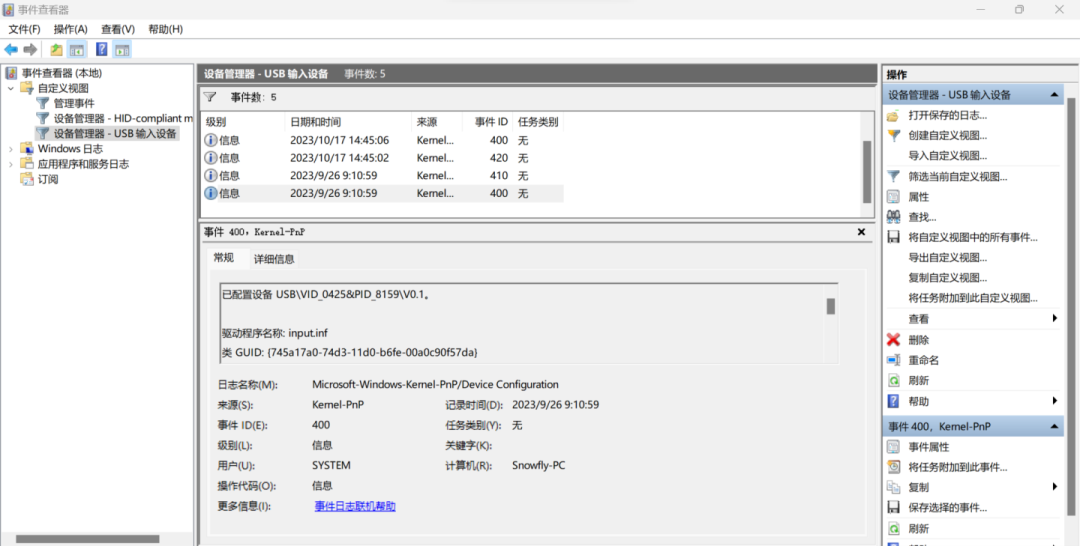 事件查看器
文件(F) 操作(A) 查看(V) 帮助(H)
事件查看器 (本地)
自定义视图
管理事件
设备管理器 - HID-compliant m
设备管理器 - USB 输入设备
Windows 日志
应用程序和服务日志
订阅
设备管理器 - USB 输入设备 事件数: 5
事件数: 5
级别 日期和时间 来源 事件 ID 任务类别
信息 2023/10/17 14:45:06 Kernel... 400 无
信息 2023/10/17 14:45:02 Kernel... 420 无
信息 2023/9/26 9:10:59 Kernel... 410 无
信息 2023/9/26 9:10:59 Kernel... 400 无
事件 400，Kernel-PnP
常规 详细信息
已配置设备 USB\VID_0425&PID_8159\V0.1。
驱动程序名称: input.inf
类 GUID: {745a17a0-74d3-11d0-b6fe-00a0c90f57da}
日志名称(M): Microsoft-Windows-Kernel-PnP/Device Configuration
来源(S): Kernel-PnP 记录时间(D): 2023/9/26 9:10:59
事件 ID(E): 400 任务类别(Y): 无
级别(L): 信息 关键字(K):
用户(U): SYSTEM 计算机(R): Snowfly-PC
操作代码(O): 信息
更多信息(I): 事件日志联机帮助
操作
设备管理器 - USB 输入设备
打开保存的日志...
创建自定义视图...
导入自定义视图...
筛选当前自定义视图...
属性
查找...
将自定义视图中的所有事件...
导出自定义视图...
复制自定义视图...
将任务附加到此自定义视图...
查看
删除
重命名
刷新
帮助
事件 400，Kernel-PnP
事件属性
将任务附加到此事件...
复制
保存选择的事件...
刷新